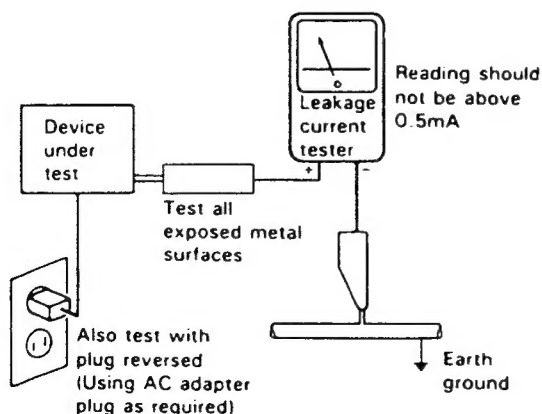 Device
under
test
Leakage
current
tester
+ -
Reading should
not be above
0.5mA
Test all
exposed metal
surfaces
Also test with
plug reversed
(Using AC adapter
plug as required)
Earth
ground